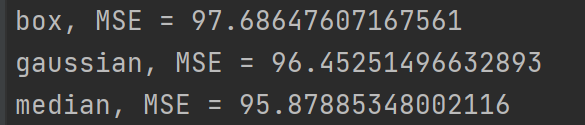 box, MSE = 97.68647607167561
gaussian, MSE = 96.45251496632893
median, MSE = 95.87885348002116